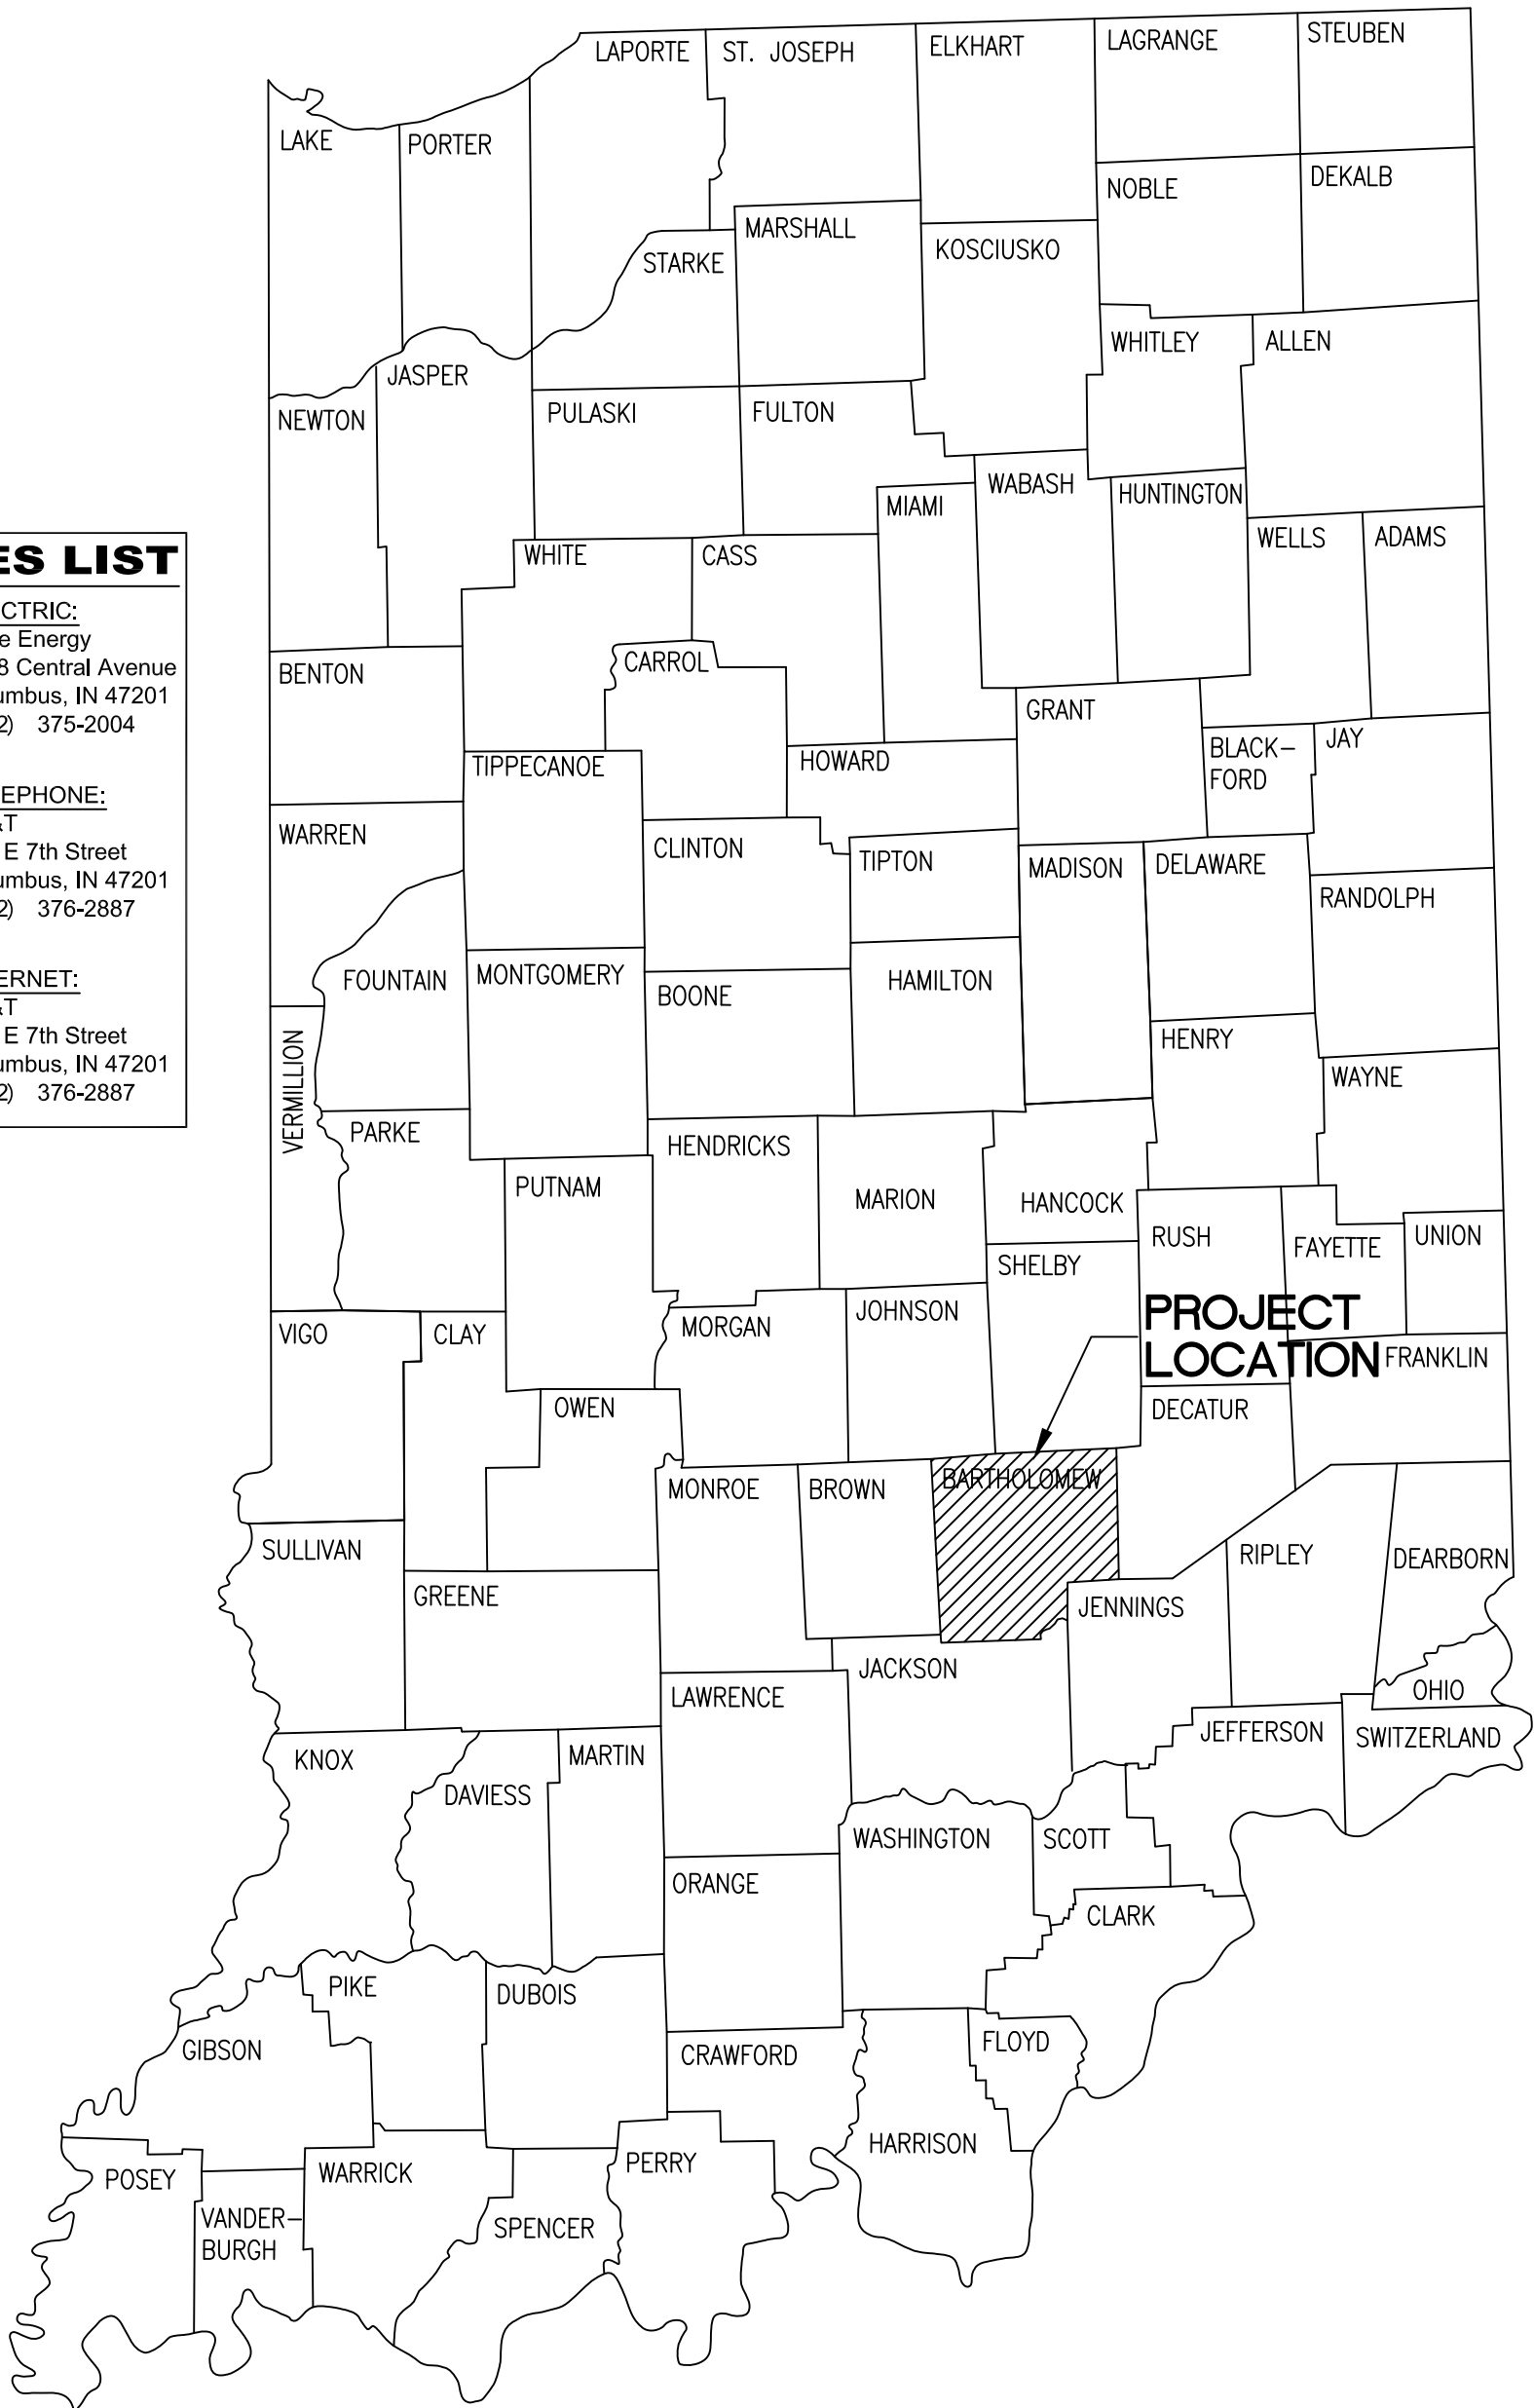 ES LIST
CTRIC:
e Energy
8 Central Avenue
umbus, IN 47201
2) 375-2004
EPHONE:
&T
E 7th Street
umbus, IN 47201
2) 376-2887
ERNET:
&T
E 7th Street
umbus, IN 47201
2) 376-2887
LAPORTE
ST. JOSEPH
ELKHART
LAGRANGE
STEUBEN
LAKE
PORTER
NOBLE
DEKALB
MARSHALL
KOSCIUSKO
STARKE
WHITLEY
ALLEN
JASPER
NEWTON
PULASKI
FULTON
MIAMI
WABASH
HUNTINGTON
WELLS
ADAMS
WHITE
CASS
BENTON
CARROL
GRANT
BLACK-
FORD
JAY
TIPPECANOE
HOWARD
WARREN
CLINTON
TIPTON
MADISON
DELAWARE
RANDOLPH
FOUNTAIN
MONTGOMERY
BOONE
HAMILTON
VERMILLION
HENRY
WAYNE
PARKE
PUTNAM
HENDRICKS
MARION
HANCOCK
RUSH
FAYETTE
UNION
SHELBY
PROJECT
LOCATION
VIGO
CLAY
MORGAN
JOHNSON
FRANKLIN
OWEN
DECATUR
MONROE
BROWN
BARTHOLOMEW
SULLIVAN
RIPLEY
DEARBORN
GREENE
JENNINGS
JACKSON
LAWRENCE
OHIO
KNOX
MARTIN
JEFFERSON
SWITZERLAND
DAVIESS
WASHINGTON
SCOTT
ORANGE
CLARK
PIKE
DUBOIS
GIBSON
CRAWFORD
FLOYD
HARRISON
POSEY
WARRICK
PERRY
VANDER-
BURGH
SPENCER